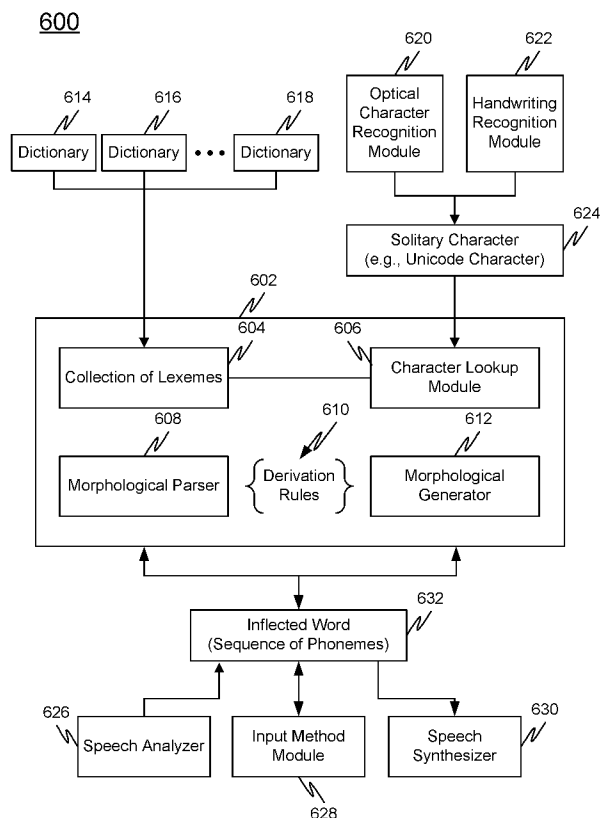 600
620
622
614
616
618
Optical
Character
Recognition
Module
Handwriting
Recognition
Module
Dictionary
Dictionary
•••
Dictionary
624
Solitary Character
(e.g., Unicode Character)
602
604
606
Collection of Lexemes
Character Lookup
Module
608
610
612
Morphological Parser
{ Derivation
Rules }
Morphological
Generator
632
Inflected Word
(Sequence of Phonemes)
626
630
Speech Analyzer
Input Method
Module
Speech
Synthesizer
628